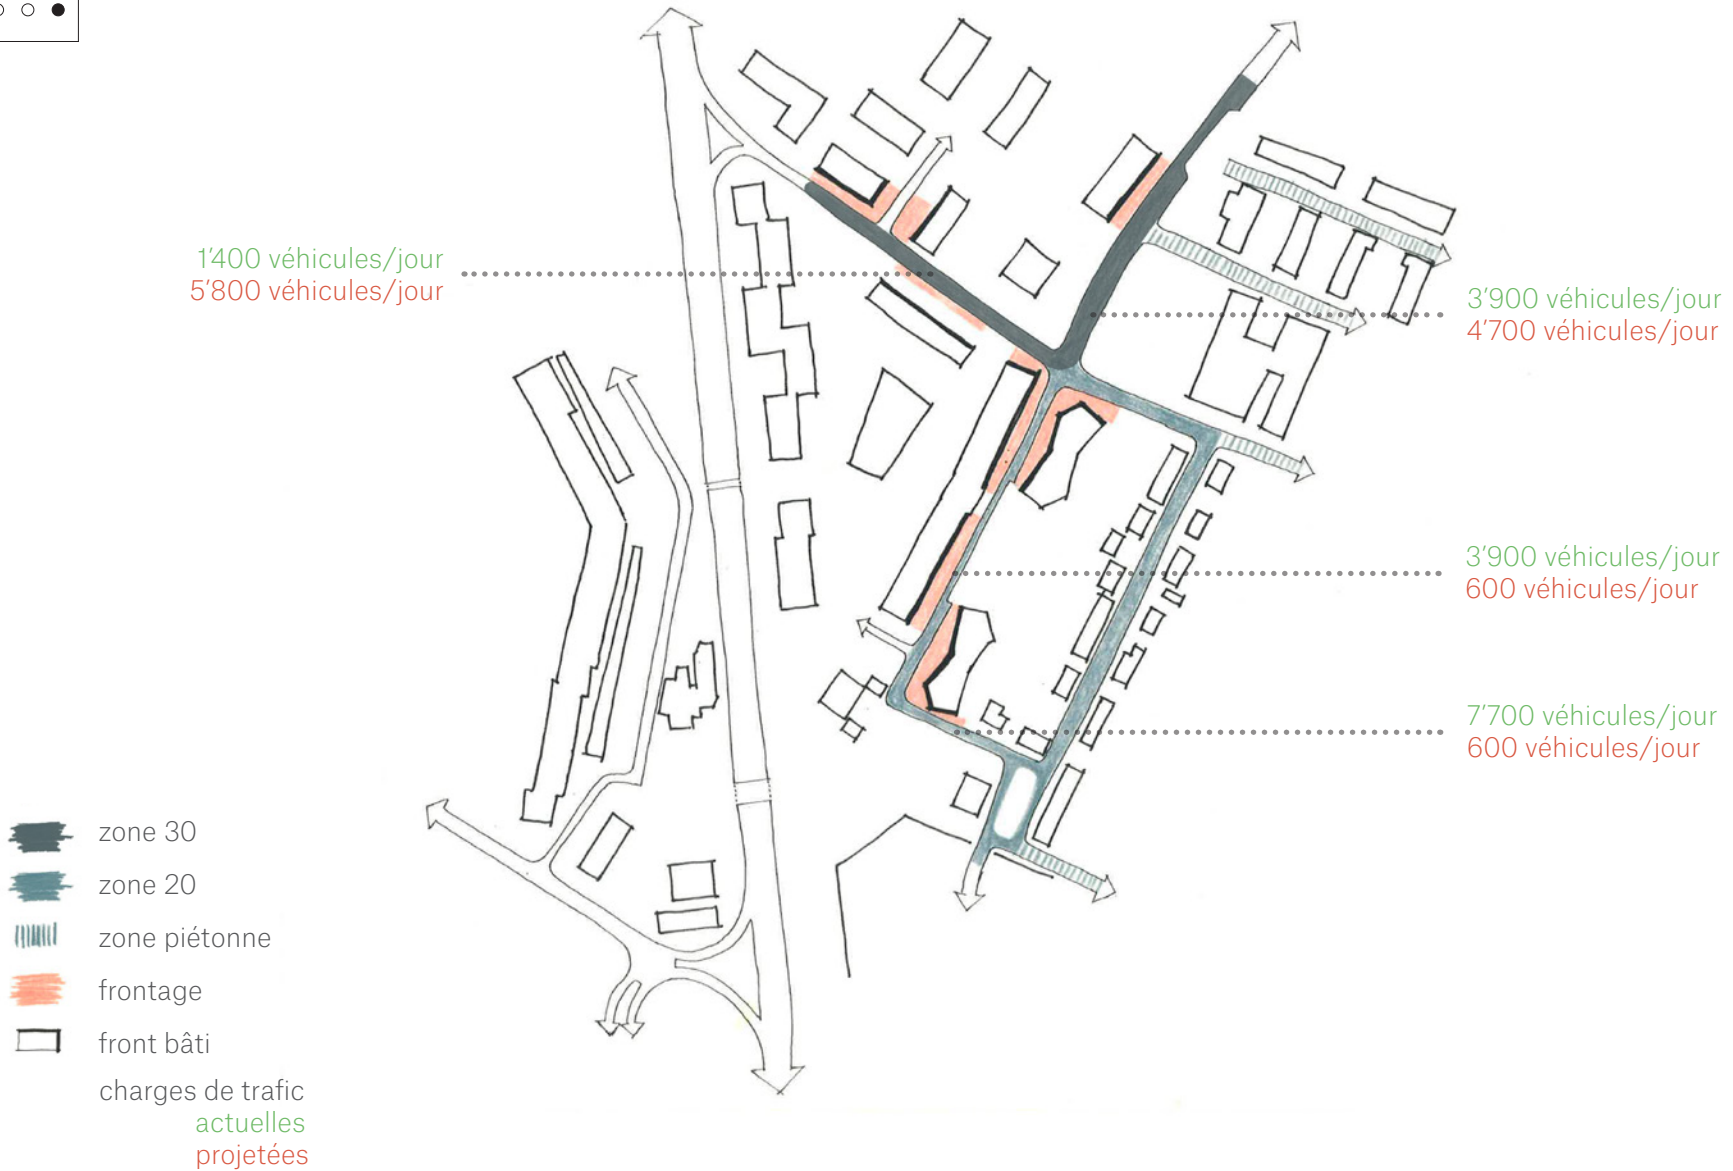 1'400 véhicules/jour
5'800 véhicules/jour
3'900 véhicules/jour
4'700 véhicules/jour
3'900 véhicules/jour
600 véhicules/jour
7'700 véhicules/jour
600 véhicules/jour
zone 30
zone 20
zone piétonne
frontage
front bâti
charges de trafic
actuelles
projetées